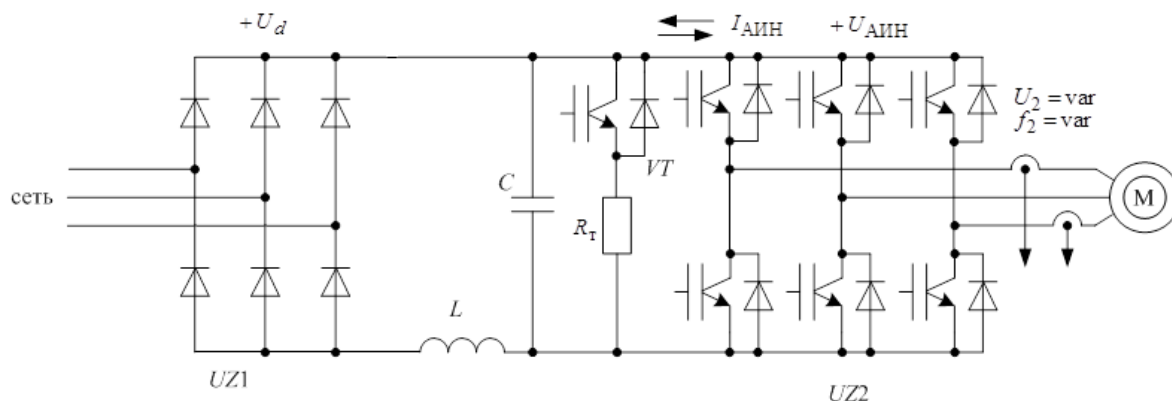 + U_d
I_АИН
+ U_АИН
U_2 = var
f_2 = var
VT
C
сеть
М
R_т
L
UZ1
UZ2